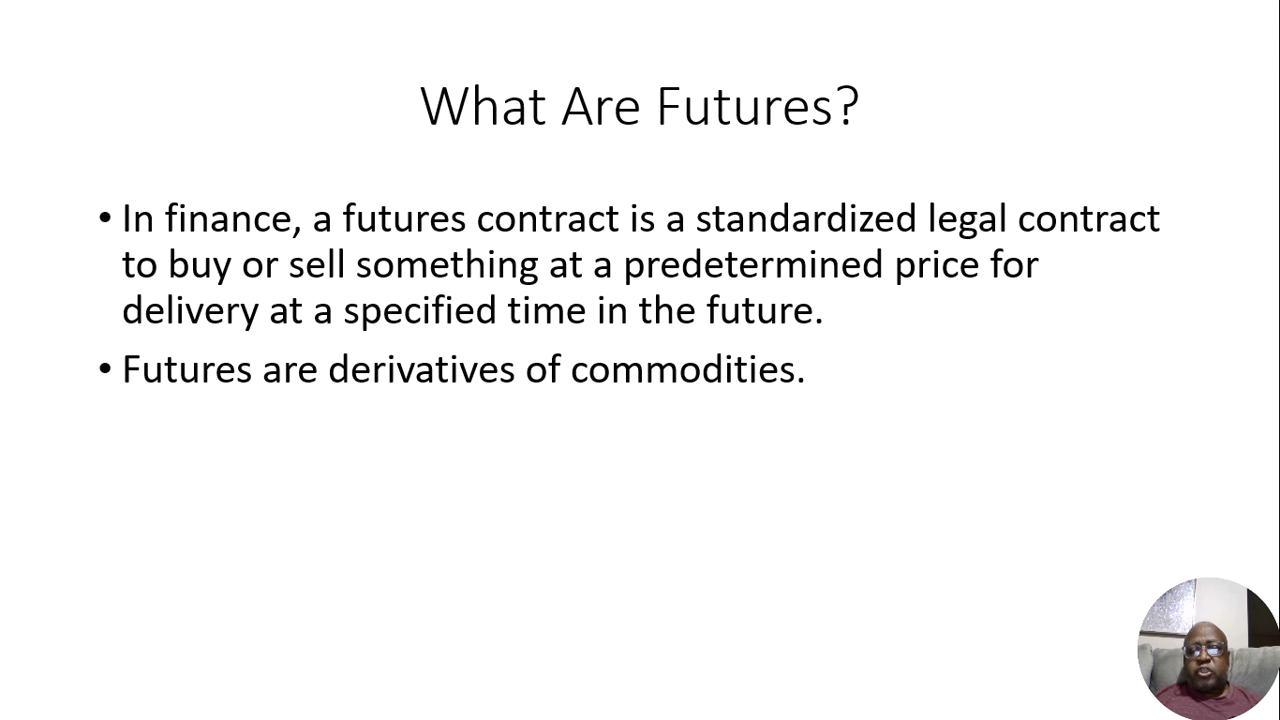 What Are Futures?
• In finance, a futures contract is a standardized legal contract
to buy or sell something at a predetermined price for
delivery at a specified time in the future.
• Futures are derivatives of commodities.